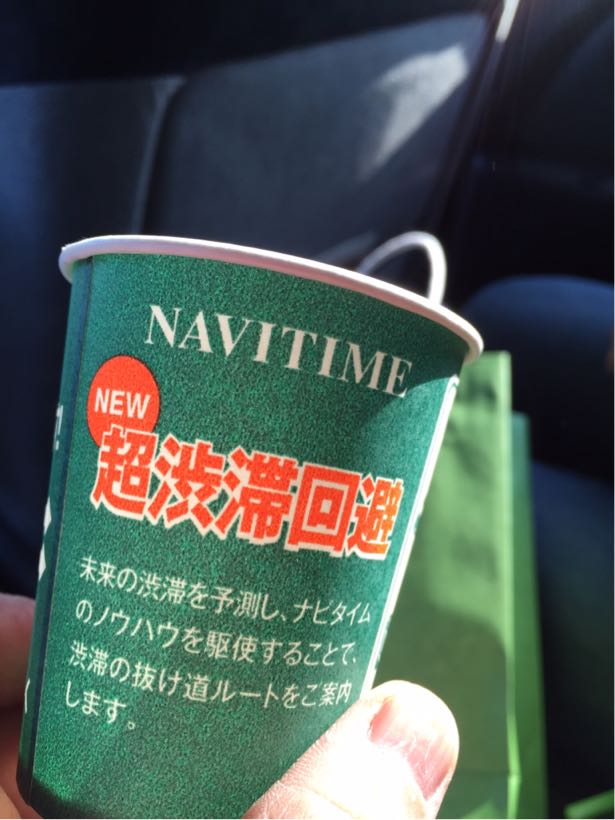 NAVITIME
NEW
超渋滞回避
未来の渋滞を予測し、ナビタイム
のノウハウを駆使することで、
渋滞の抜け道ルートをご案内
します。